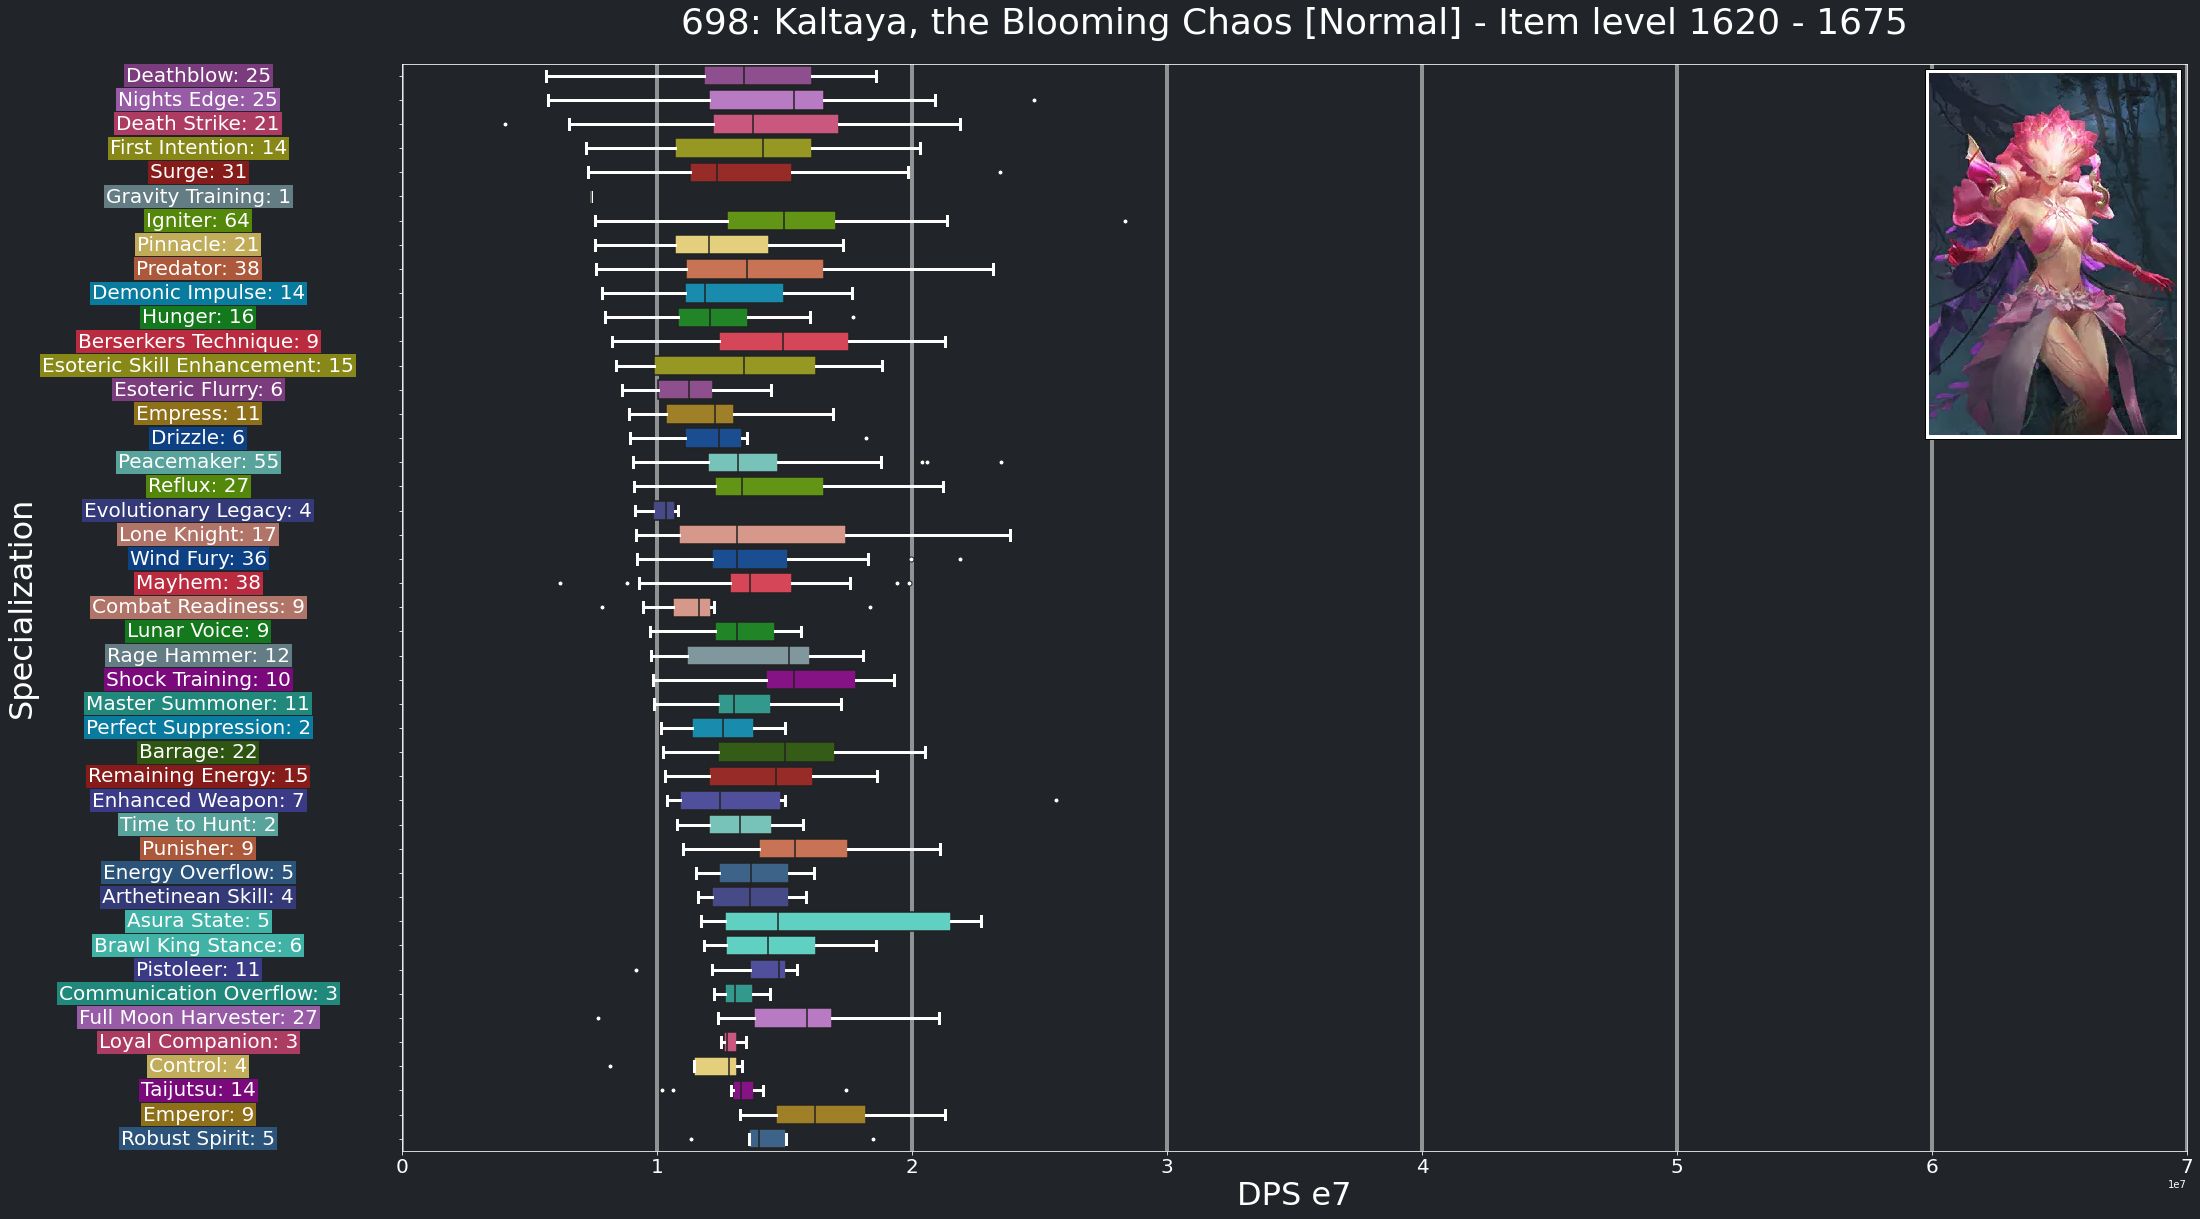 698: Kaltaya, the Blooming Chaos [Normal] - Item level 1620 - 1675
Specialization
Deathblow: 25
Nights Edge: 25
Death Strike: 21
First Intention: 14
Surge: 31
Gravity Training: 1
Igniter: 64
Pinnacle: 21
Predator: 38
Demonic Impulse: 14
Hunger: 16
Berserkers Technique: 9
Esoteric Skill Enhancement: 15
Esoteric Flurry: 6
Empress: 11
Drizzle: 6
Peacemaker: 55
Reflux: 27
Evolutionary Legacy: 4
Lone Knight: 17
Wind Fury: 36
Mayhem: 38
Combat Readiness: 9
Lunar Voice: 9
Rage Hammer: 12
Shock Training: 10
Master Summoner: 11
Perfect Suppression: 2
Barrage: 22
Remaining Energy: 15
Enhanced Weapon: 7
Time to Hunt: 2
Punisher: 9
Energy Overflow: 5
Arthetinean Skill: 4
Asura State: 5
Brawl King Stance: 6
Pistoleer: 11
Communication Overflow: 3
Full Moon Harvester: 27
Loyal Companion: 3
Control: 4
Taijutsu: 14
Emperor: 9
Robust Spirit: 5
0 1 2 3 4 5 6 7
1e7
DPS e7